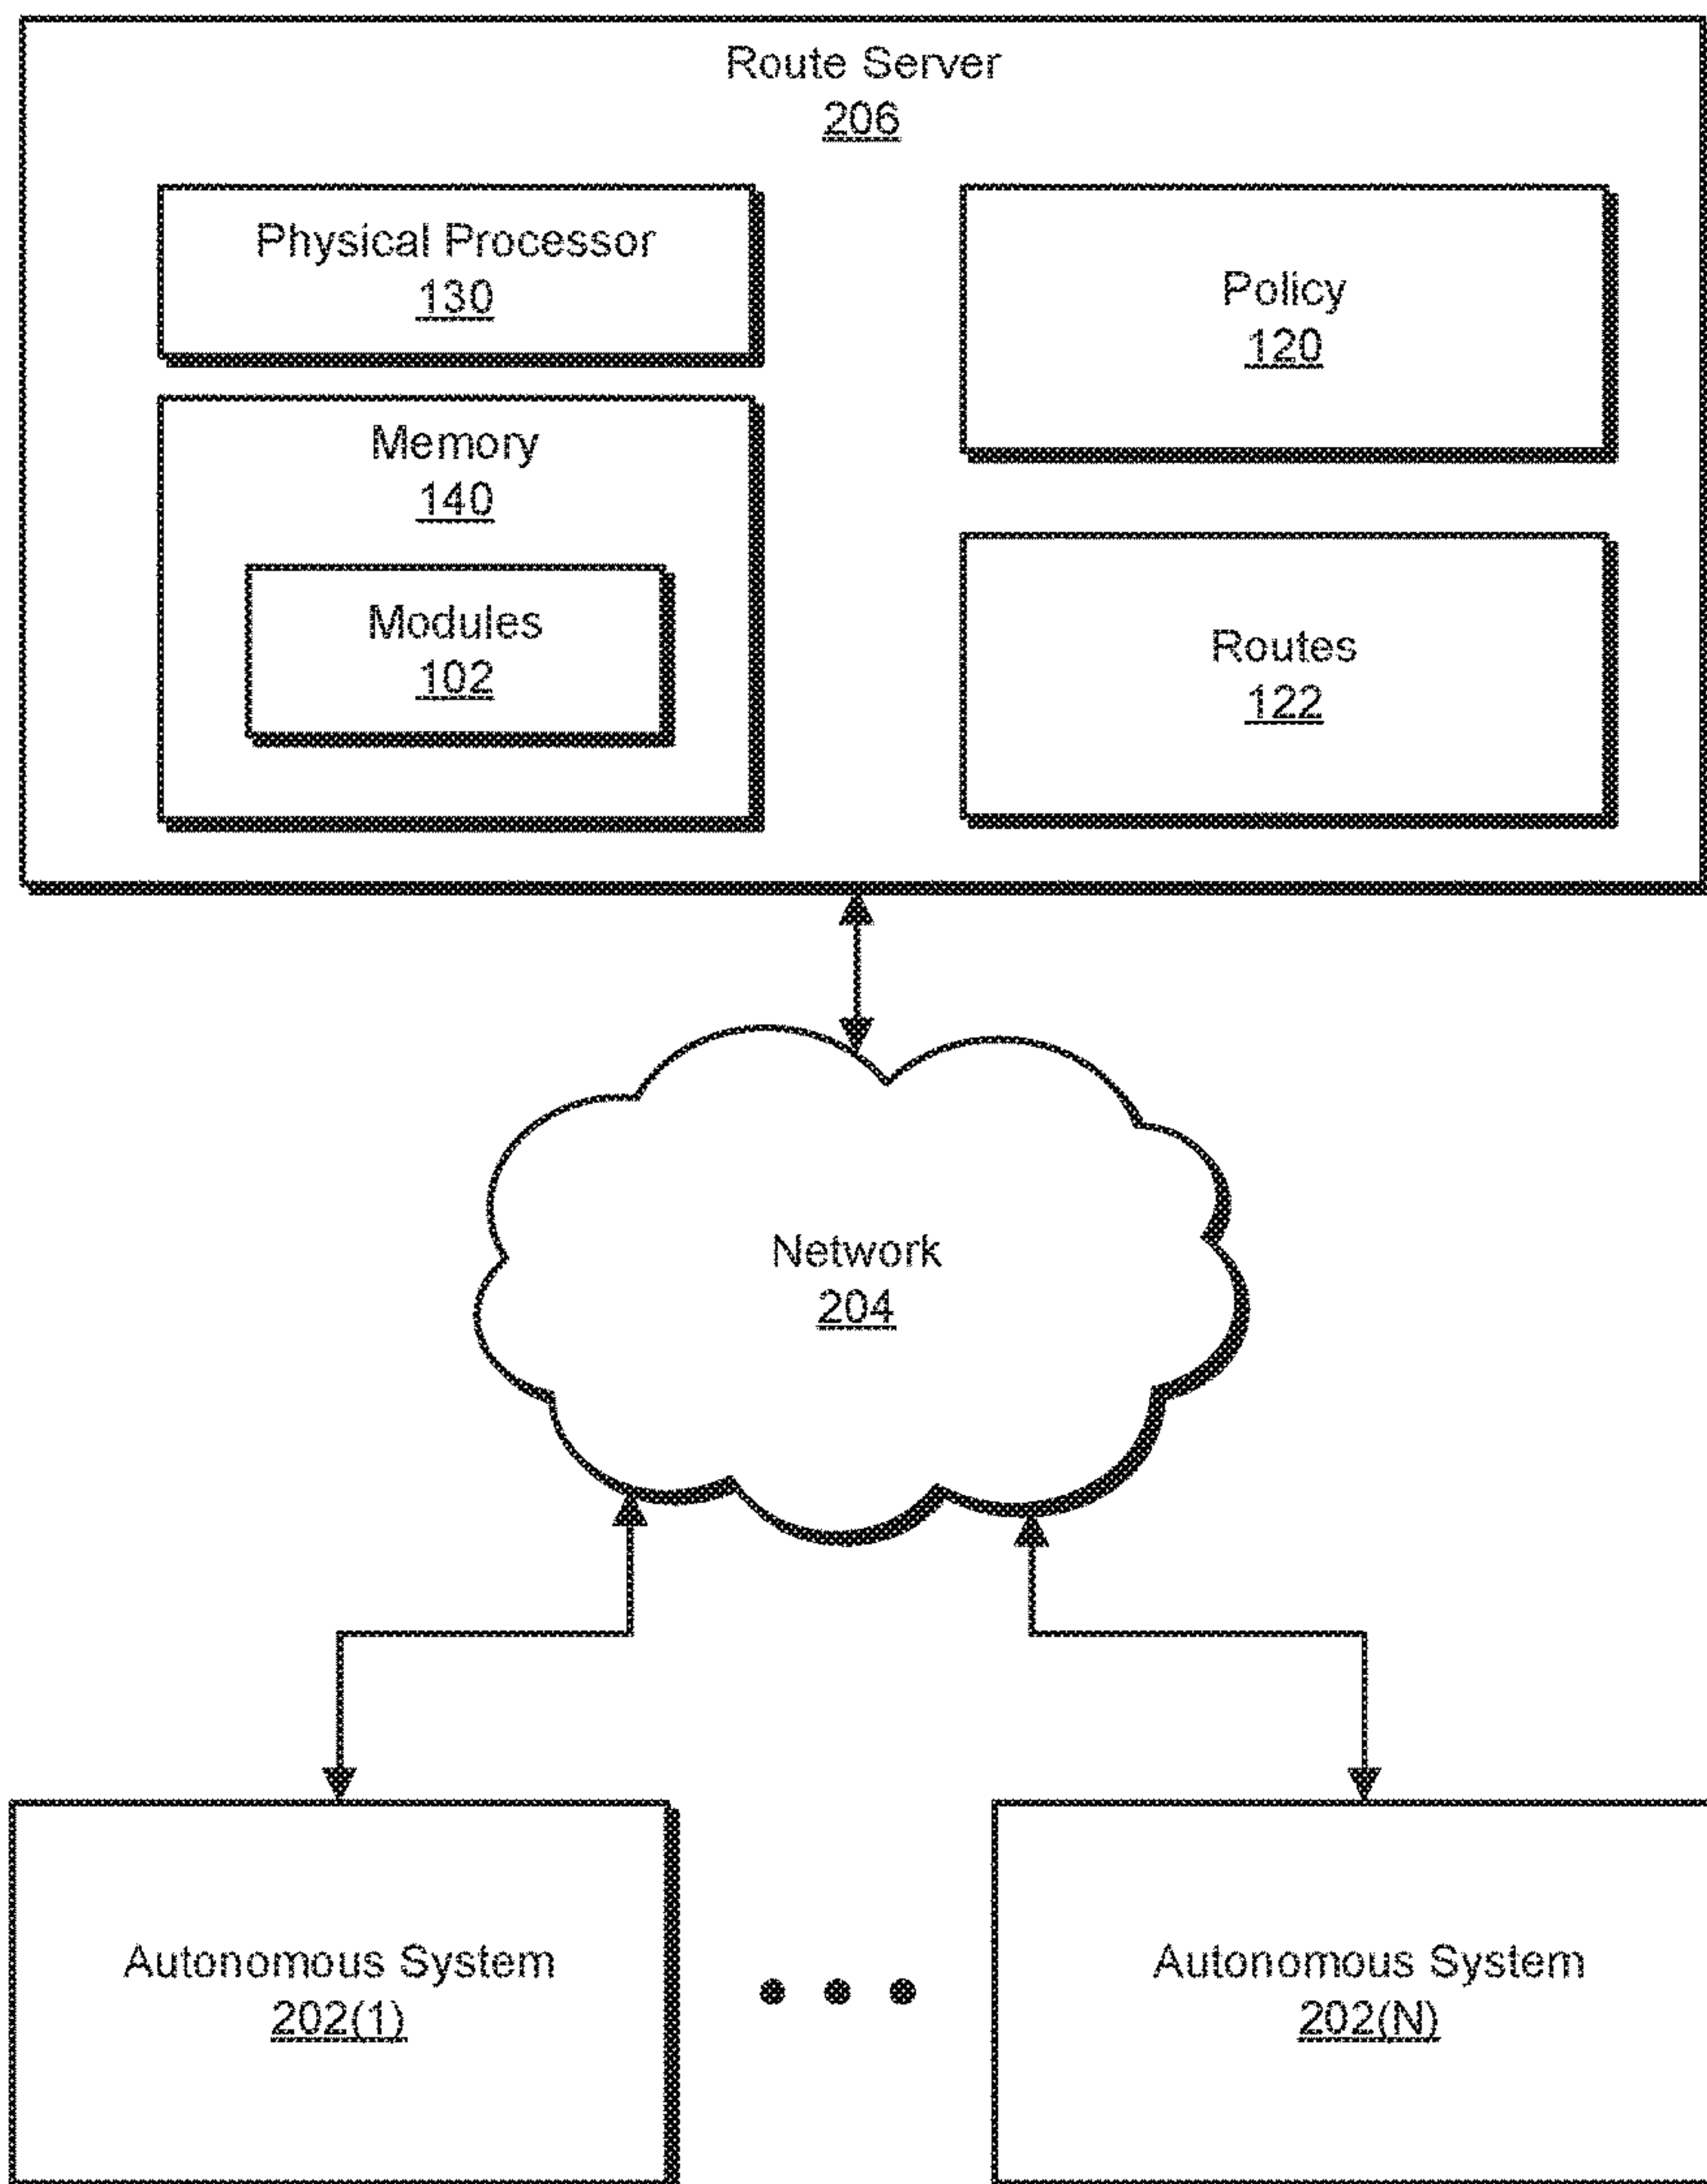 Route Server
206
Physical Processor
130
Memory
140
Modules
102
Policy
120
Routes
122
Network
204
Autonomous System
202(1)
Autonomous System
202(N)